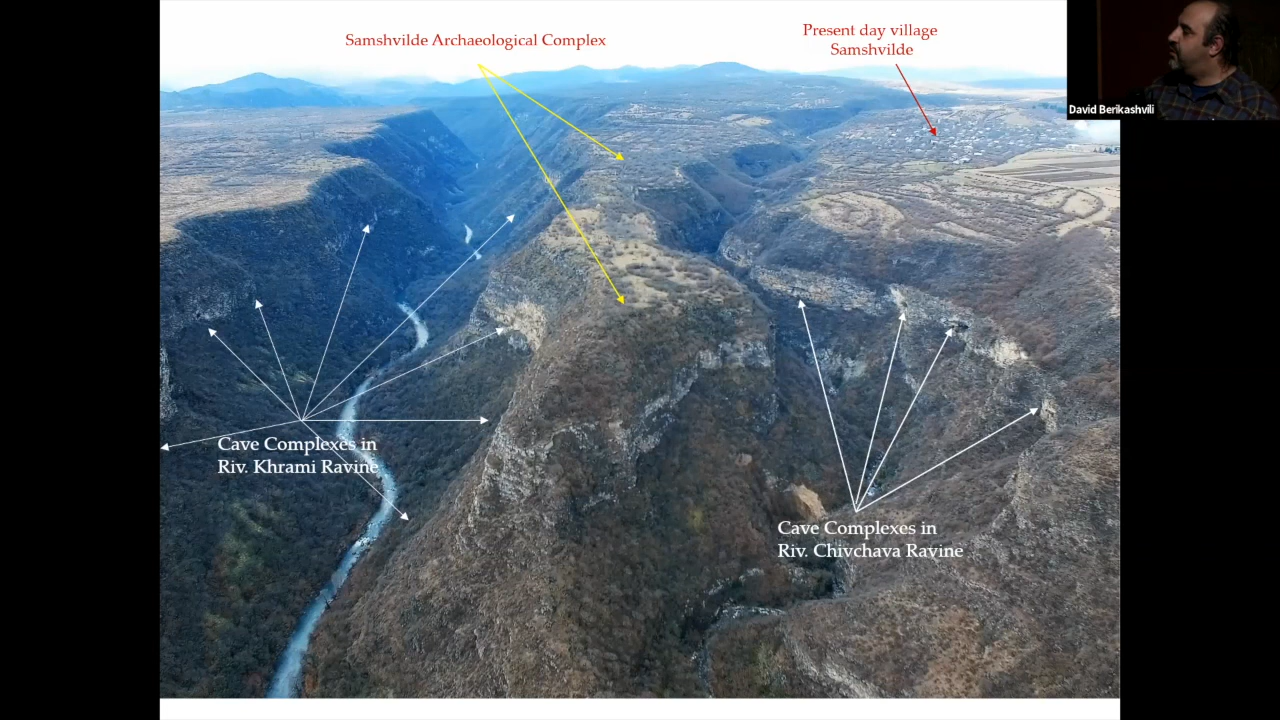 Samshvilde Archaeological Complex
Present day village
Samshvilde
David Berikashvili
Cave Complexes in
Riv. Khrami Ravine
Cave Complexes in
Riv. Chivchava Ravine